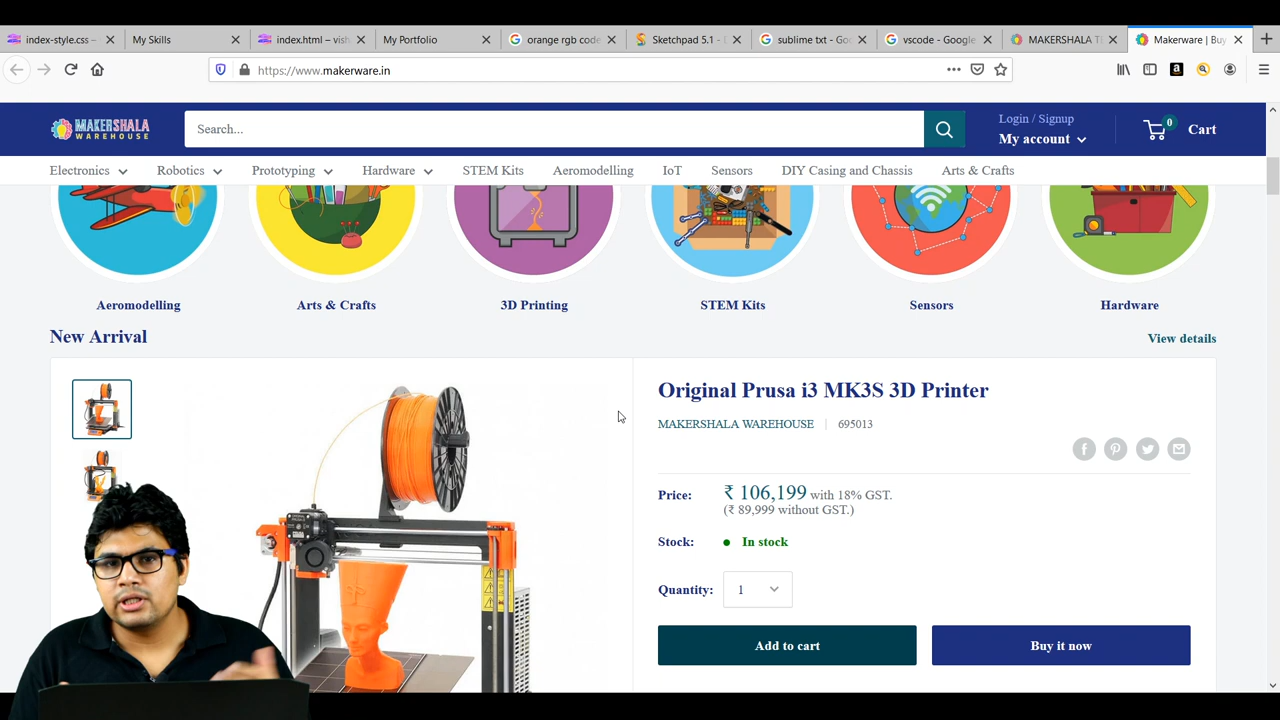 index-style.css –
My Skills
index.html – vish
My Portfolio
orange rgb code
Sketchpad 5.1 - D
sublime txt - Go
vscode - Google
MAKERSHALA
Makerware | Buy
https://www.makerware.in
MAKERSHALA
WAREHOUSE
Search...
Login / Signup
My account
0
Cart
Electronics
Robotics
Prototyping
Hardware
STEM Kits
Aeromodelling
IoT
Sensors
DIY Casing and Chassis
Arts & Crafts
Aeromodelling
Arts & Crafts
3D Printing
STEM Kits
Sensors
Hardware
New Arrival
View details
Original Prusa i3 MK3S 3D Printer
MAKERSHALA WAREHOUSE
695013
Price:
₹ 106,199 with 18% GST.
(₹ 89,999 without GST.)
Stock:
In stock
Quantity:
1
Add to cart
Buy it now